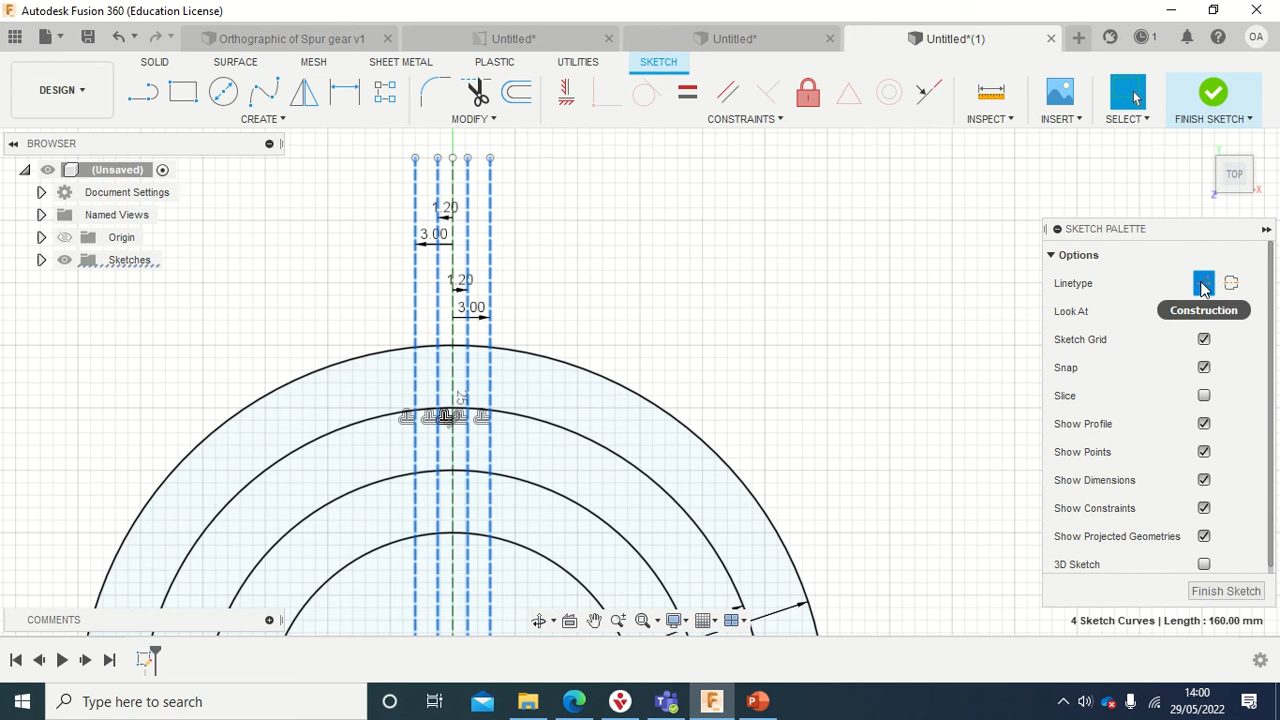 Autodesk Fusion 360 (Education License)
Orthographic of Spur gear v1
Untitled*
Untitled*
Untitled*(1)
1
OA
DESIGN
SOLID
SURFACE
MESH
SHEET METAL
PLASTIC
UTILITIES
SKETCH
CREATE
MODIFY
CONSTRAINTS
INSPECT
INSERT
SELECT
FINISH SKETCH
BROWSER
(Unsaved)
Document Settings
Named Views
Origin
Sketches
1.20
3.00
1.20
3.00
25
Y
TOP
X
Z
SKETCH PALETTE
Options
Linetype
Construction
Look At
Sketch Grid
Snap
Slice
Show Profile
Show Points
Show Dimensions
Show Constraints
Show Projected Geometries
3D Sketch
Finish Sketch
COMMENTS
4 Sketch Curves | Length : 160.00 mm
Type here to search
14:00
29/05/2022